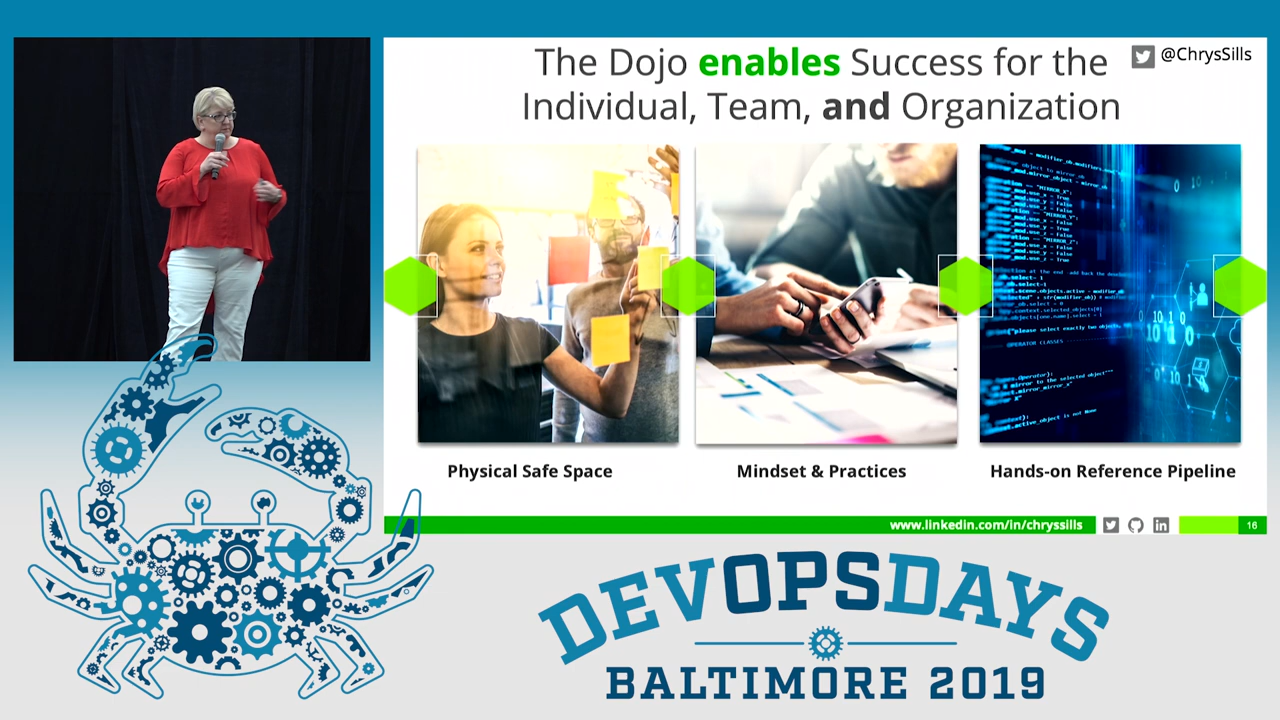 The Dojo enables Success for the
Individual, Team, and Organization
@ChrysSills
Physical Safe Space
Mindset & Practices
Hands-on Reference Pipeline
www.linkedin.com/in/chryssills
16
DEVOPSDAYS
BALTIMORE 2019